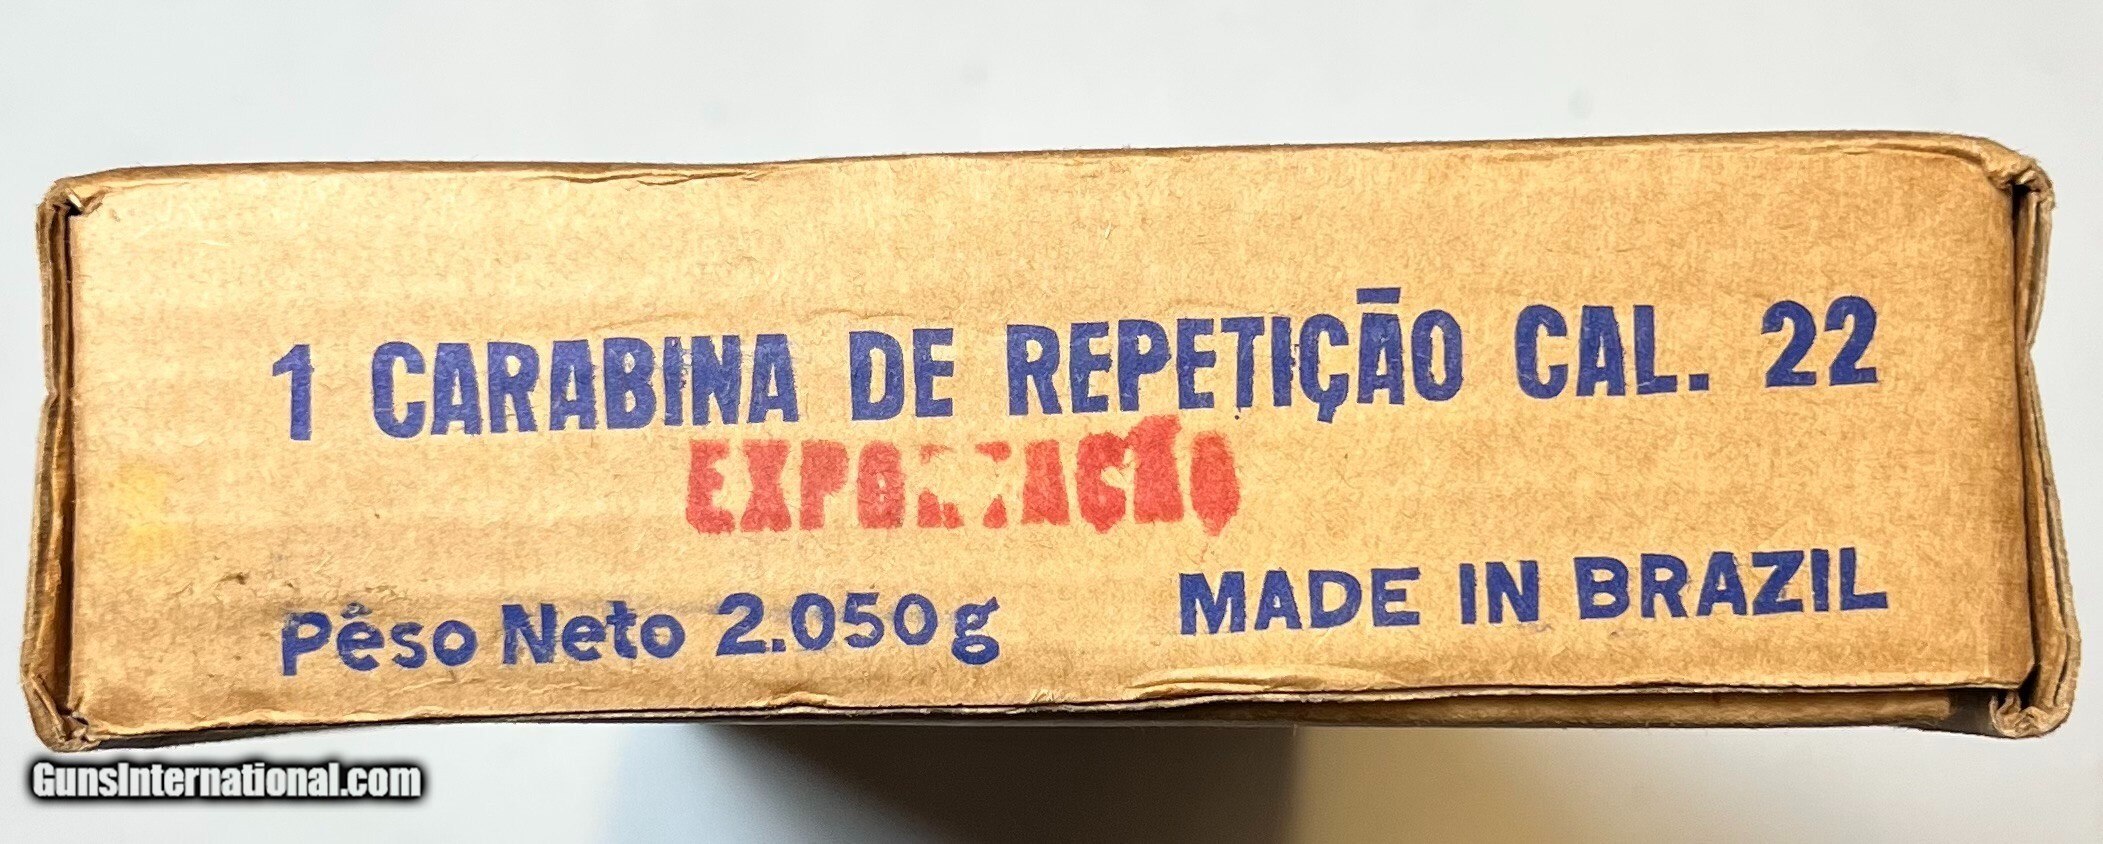 1 CARABINA DE REPETIÇÃO CAL. 22
EXPORTAÇÃO
Pêso Neto 2.050g
MADE IN BRAZIL
GunsInternational.com